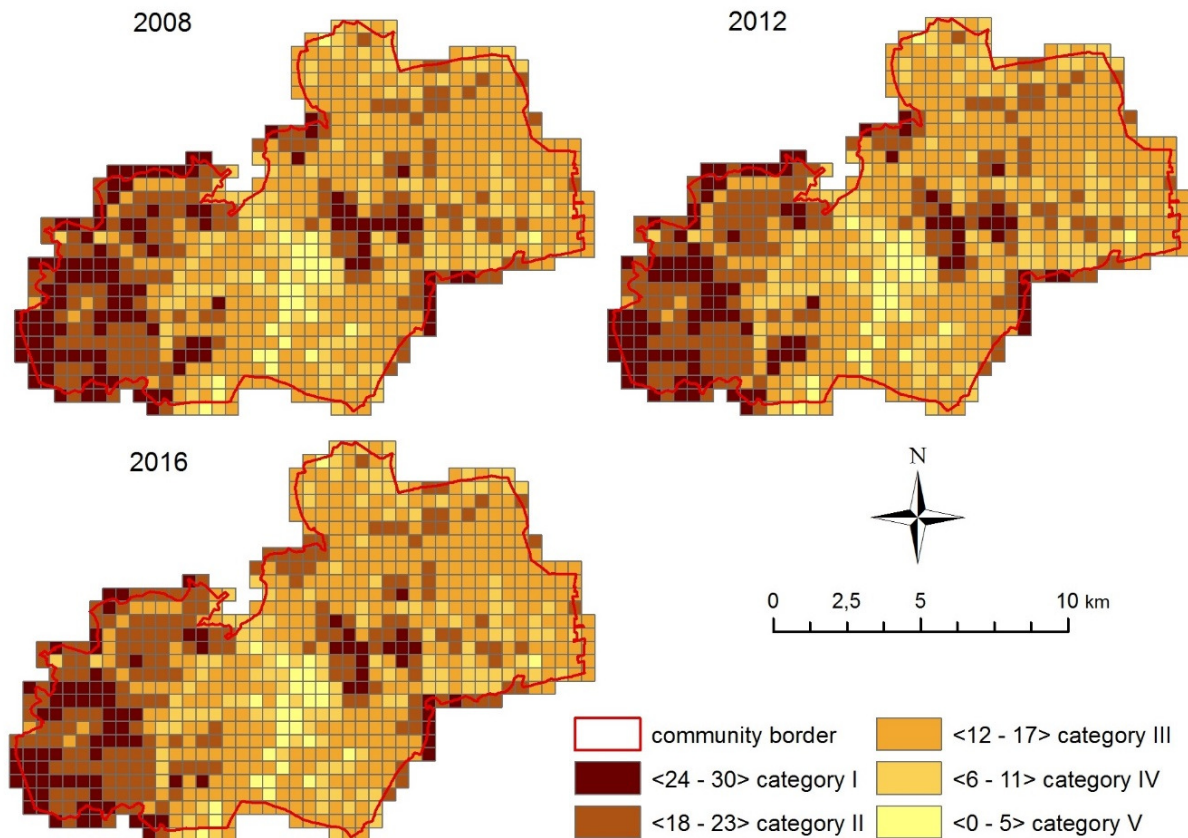 2008
2012
2016
N
0 2,5 5 10 km
community border
<24 - 30> category I
<18 - 23> category II
<12 - 17> category III
<6 - 11> category IV
<0 - 5> category V